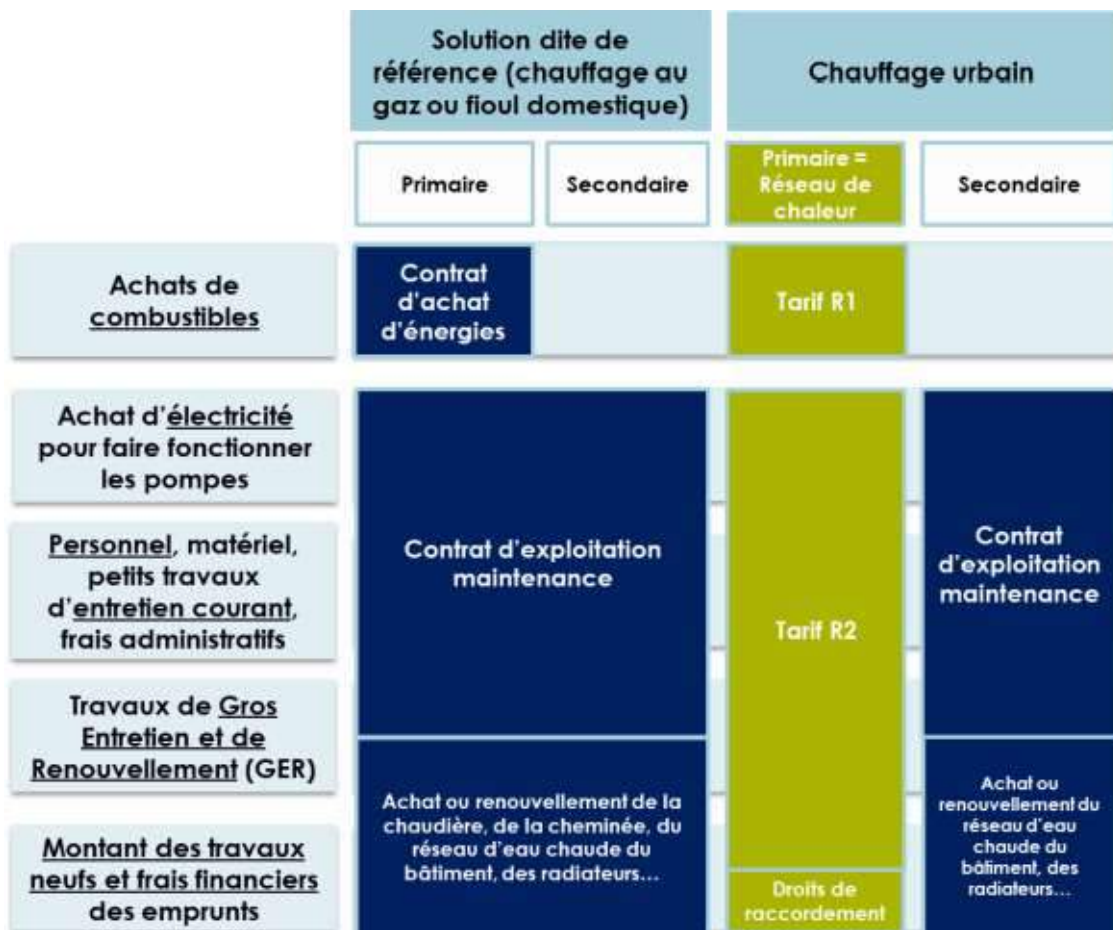 Solution dite de
référence (chauffage au
gaz ou fioul domestique)
Chauffage urbain
Primaire
Secondaire
Primaire =
Réseau de
chaleur
Secondaire
Achats de
combustibles
Contrat
d'achat
d'énergies
Tarif R1
Achat d'électricité
pour faire fonctionner
les pompes
Personnel, matériel,
petits travaux
d'entretien courant,
frais administratifs
Travaux de Gros
Entretien et de
Renouvellement (GER)
Montant des travaux
neufs et frais financiers
des emprunts
Contrat d'exploitation
maintenance
Achat ou renouvellement de la
chaudière, de la cheminée, du
réseau d'eau chaude du
bâtiment, des radiateurs...
Tarif R2
Droits de
raccordement
Contrat
d'exploitation
maintenance
Achat ou
renouvellement du
réseau d'eau
chaude du
bâtiment, des
radiateurs...